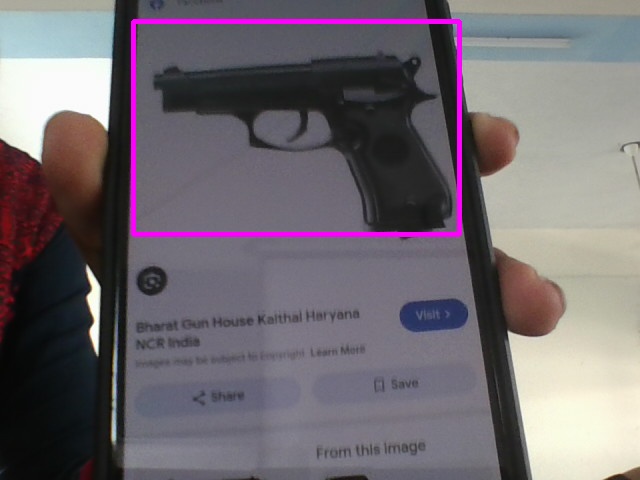 Bharat Gun House Kaithal Haryana
NCR India
Visit >
Images may be subject to copyright. Learn More
Share
Save
From this image